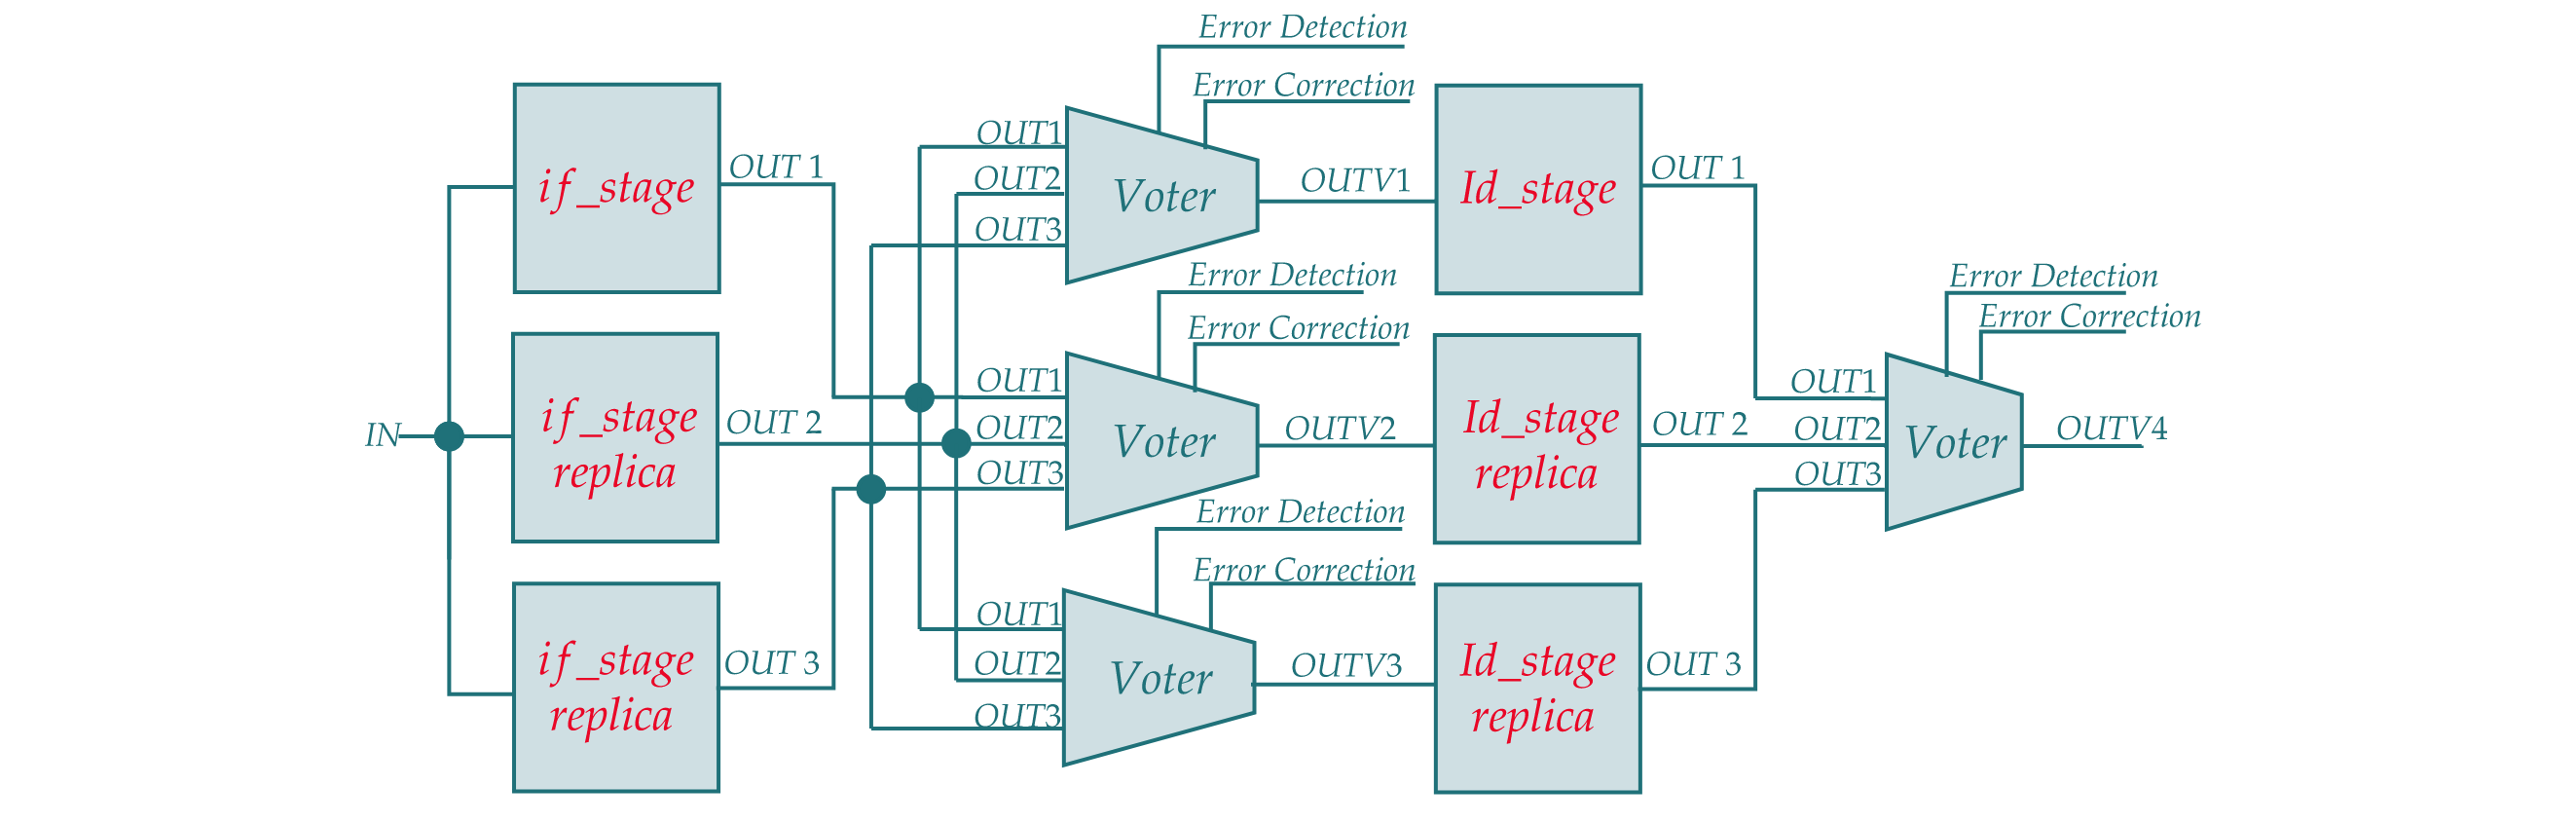 IN
if_stage
OUT 1
if_stage
replica
OUT 2
if_stage
replica
OUT 3
Error Detection
Error Correction
OUT1
OUT2
OUT3
Voter
OUTV1
Error Detection
Error Correction
OUT1
OUT2
OUT3
Voter
OUTV2
Error Detection
Error Correction
OUT1
OUT2
OUT3
Voter
OUTV3
Id_stage
OUT 1
Id_stage
replica
OUT 2
Id_stage
replica
OUT 3
Error Detection
Error Correction
OUT1
OUT2
OUT3
Voter
OUTV4